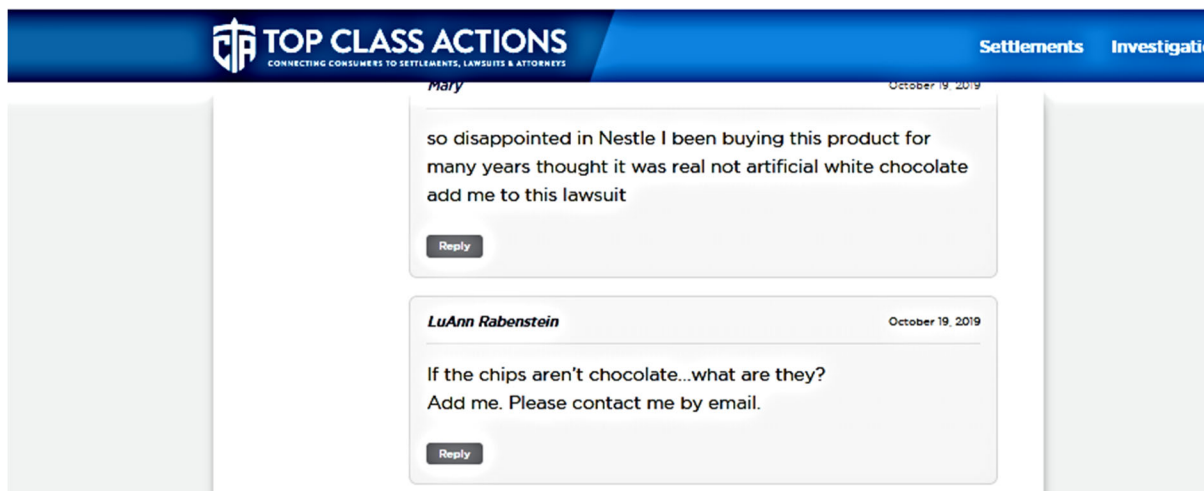 TOP CLASS ACTIONS
CONNECTING CONSUMERS TO SETTLEMENTS, LAWSUITS & ATTORNEYS
Settlements
Mary
October 19, 2019
so disappointed in Nestle I been buying this product for
many years thought it was real not artificial white chocolate
add me to this lawsuit
Reply
LuAnn Rabenstein
October 19, 2019
If the chips aren't chocolate...what are they?
Add me. Please contact me by email.
Reply